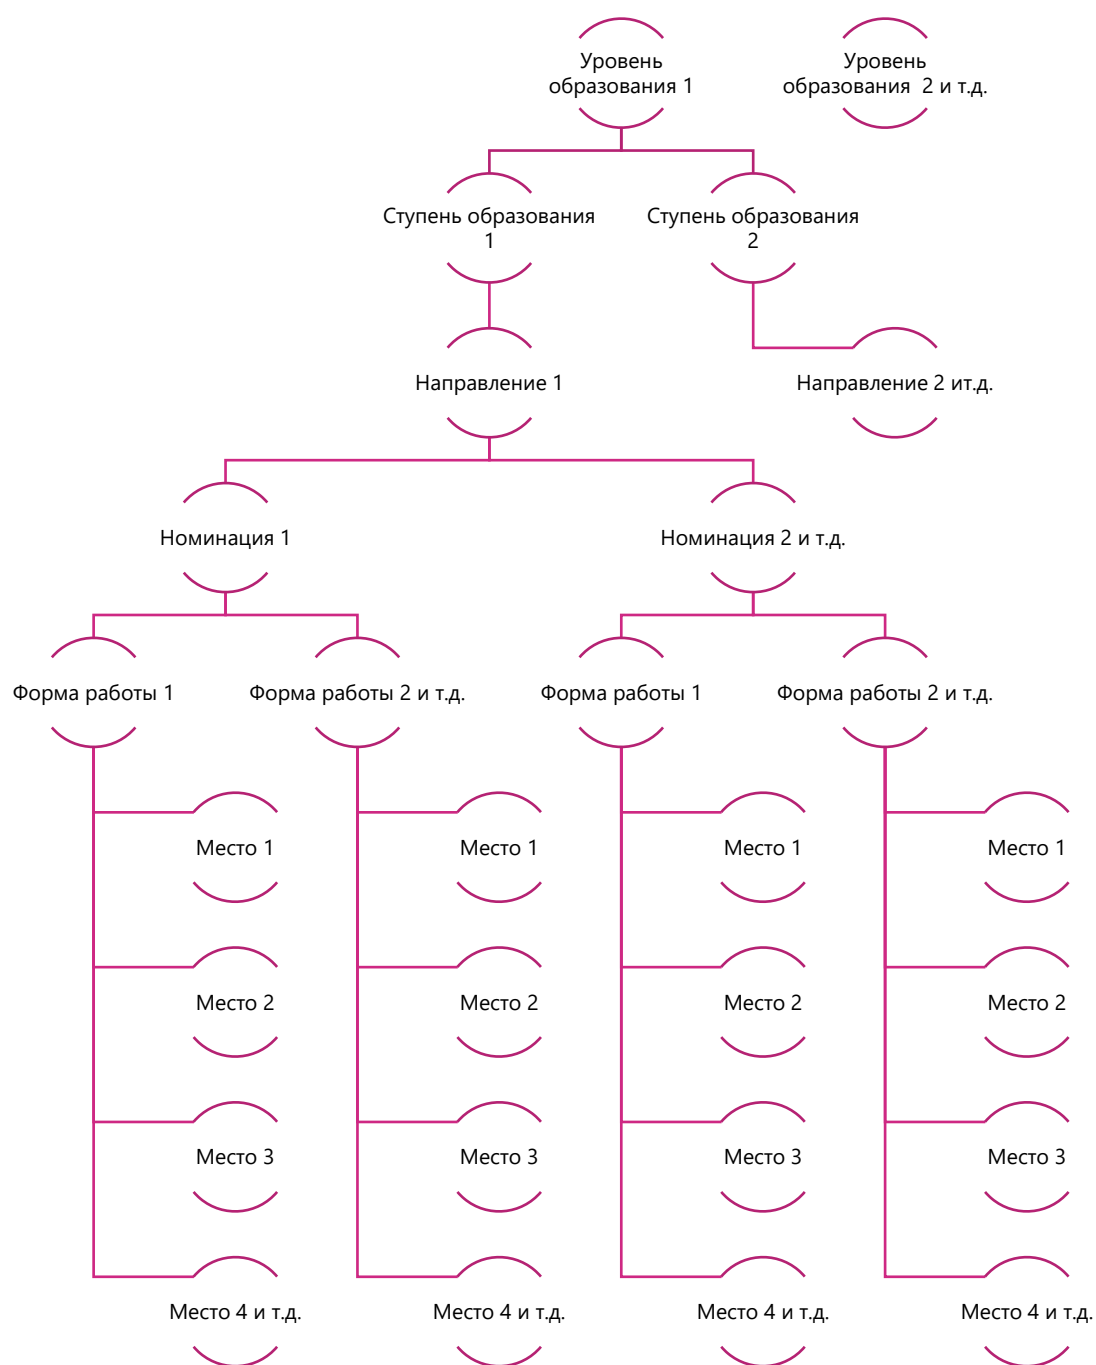 Уровень
образования 1
Уровень
образования  2 и т.д.
Ступень образования
1
Ступень образования
2
Направление 1
Направление 2 ит.д.
Номинация 1
Номинация 2 и т.д.
Форма работы 1
Форма работы 2 и т.д.
Форма работы 1
Форма работы 2 и т.д.
Место 1
Место 1
Место 1
Место 1
Место 2
Место 2
Место 2
Место 2
Место 3
Место 3
Место 3
Место 3
Место 4 и т.д.
Место 4 и т.д.
Место 4 и т.д.
Место 4 и т.д.